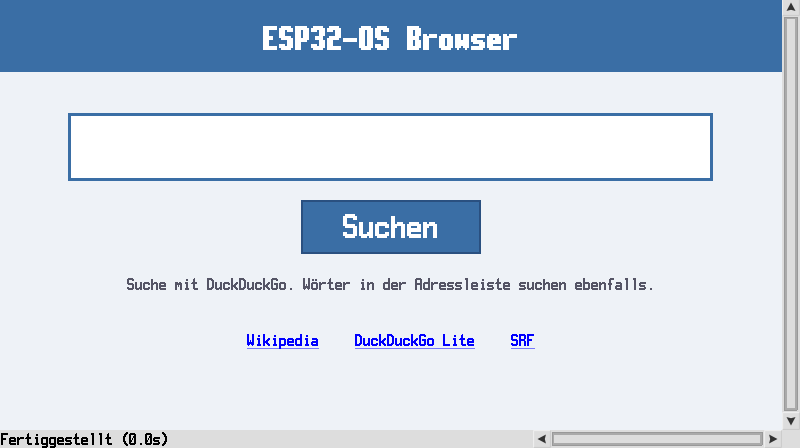 ESP32-OS Browser
Suchen
Suche mit DuckDuckGo. Wörter in der Adressleiste suchen ebenfalls.
Wikipedia DuckDuckGo Lite SRF
Fertiggestellt (0.0s)